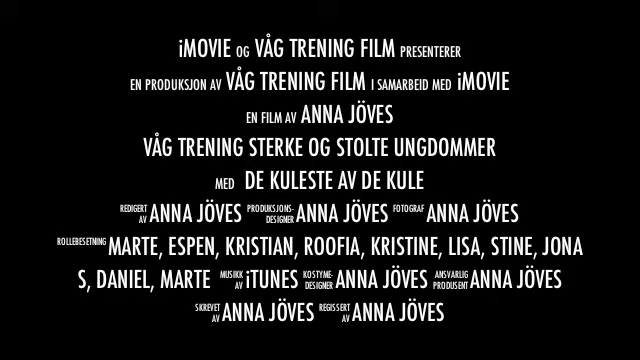 iMOVIE OG VÅG TRENING FILM PRESENTERER
EN PRODUKSJON AV VÅG TRENING FILM I SAMARBEID MED iMOVIE
EN FILM AV ANNA JÖVES
VÅG TRENING STERKE OG STOLTE UNGDOMMER
MED DE KULESTE AV DE KULE
REDIGERT AV ANNA JÖVES PRODUKSJONS-DESIGNER ANNA JÖVES FOTOGRAF ANNA JÖVES
ROLLEBESETNING MARTE, ESPEN, KRISTIAN, ROOFIA, KRISTINE, LISA, STINE, JONA
S, DANIEL, MARTE MUSIKK AV iTUNES KOSTYME-DESIGNER ANNA JÖVES ANSVARLIG PRODUSENT ANNA JÖVES
SKREVET AV ANNA JÖVES REGISSERT AV ANNA JÖVES